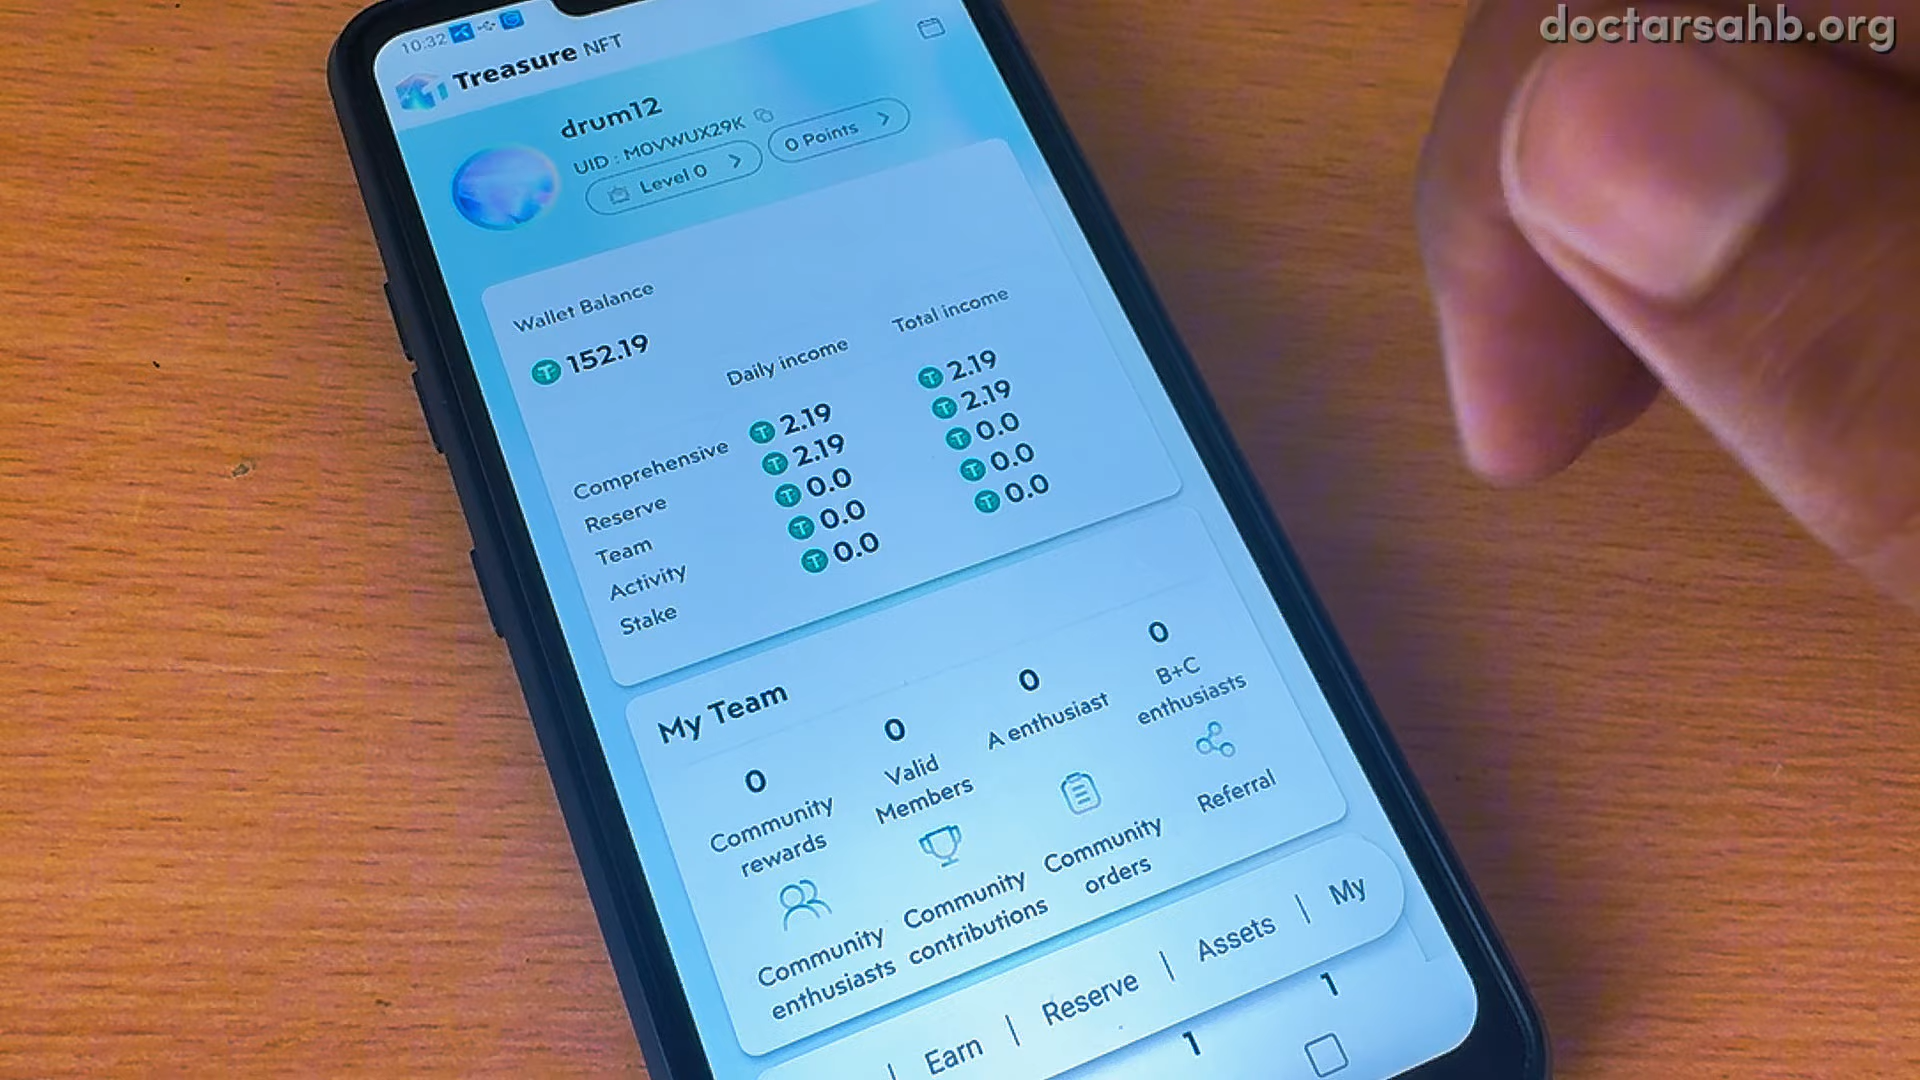 doctarsahb.org
10:32
Treasure NFT
drum12
UID : M0VWUX29K
Level 0
0 Points
Wallet Balance
152.19
Daily income
Total income
Comprehensive 2.19 2.19
Reserve 2.19 2.19
Team 0.0 0.0
Activity 0.0 0.0
Stake 0.0 0.0
My Team
0
Community
rewards
0
Valid
Members
0
A enthusiast
0
B+C
enthusiasts
Community
enthusiasts
Community
contributions
Community
orders
Referral
Earn | Reserve | Assets | My
1
1